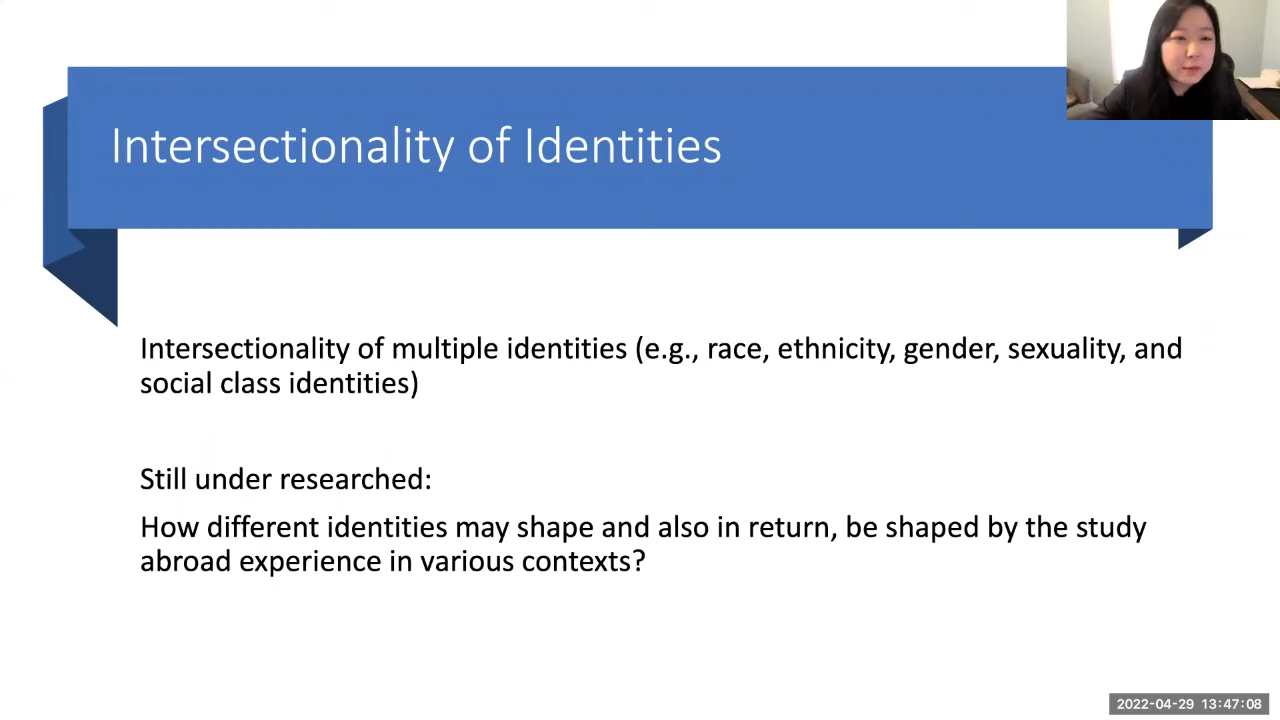 Intersectionality of Identities
Intersectionality of multiple identities (e.g., race, ethnicity, gender, sexuality, and
social class identities)
Still under researched:
How different identities may shape and also in return, be shaped by the study
abroad experience in various contexts?
2022-04-29 13:47:08